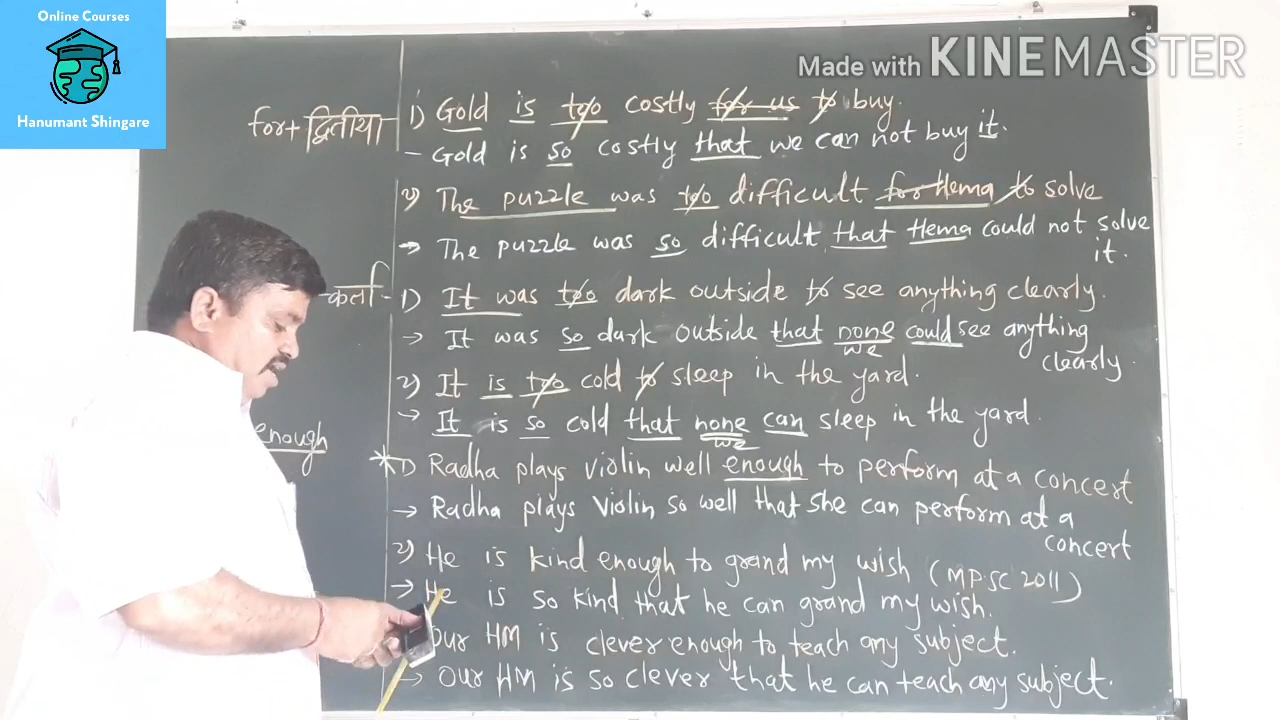 Online Courses
Hanumant Shingare
Made with KINEMASTER
for+ द्वितीया
1) Gold is too costly for us to buy.
- Gold is so costly that we can not buy it.
२) The puzzle was too difficult for Hema to solve
→ The puzzle was so difficult that Hema could not solve
it.
कर्ता - 1) It was too dark outside to see anything clearly.
→ It was so dark outside that none could see anything
we
clearly.
२) It is too cold to sleep in the yard.
→ It is so cold that none can sleep in the yard.
we
enough
* 1) Radha plays violin well enough to perform at a concert
→ Radha plays violin so well that she can perform at a
concert
२) He is kind enough to grand my wish (MPSC 2011)
→ He is so kind that he can grand my wish.
Our HM is clever enough to teach any subject.
→ Our HM is so clever that he can teach any subject.